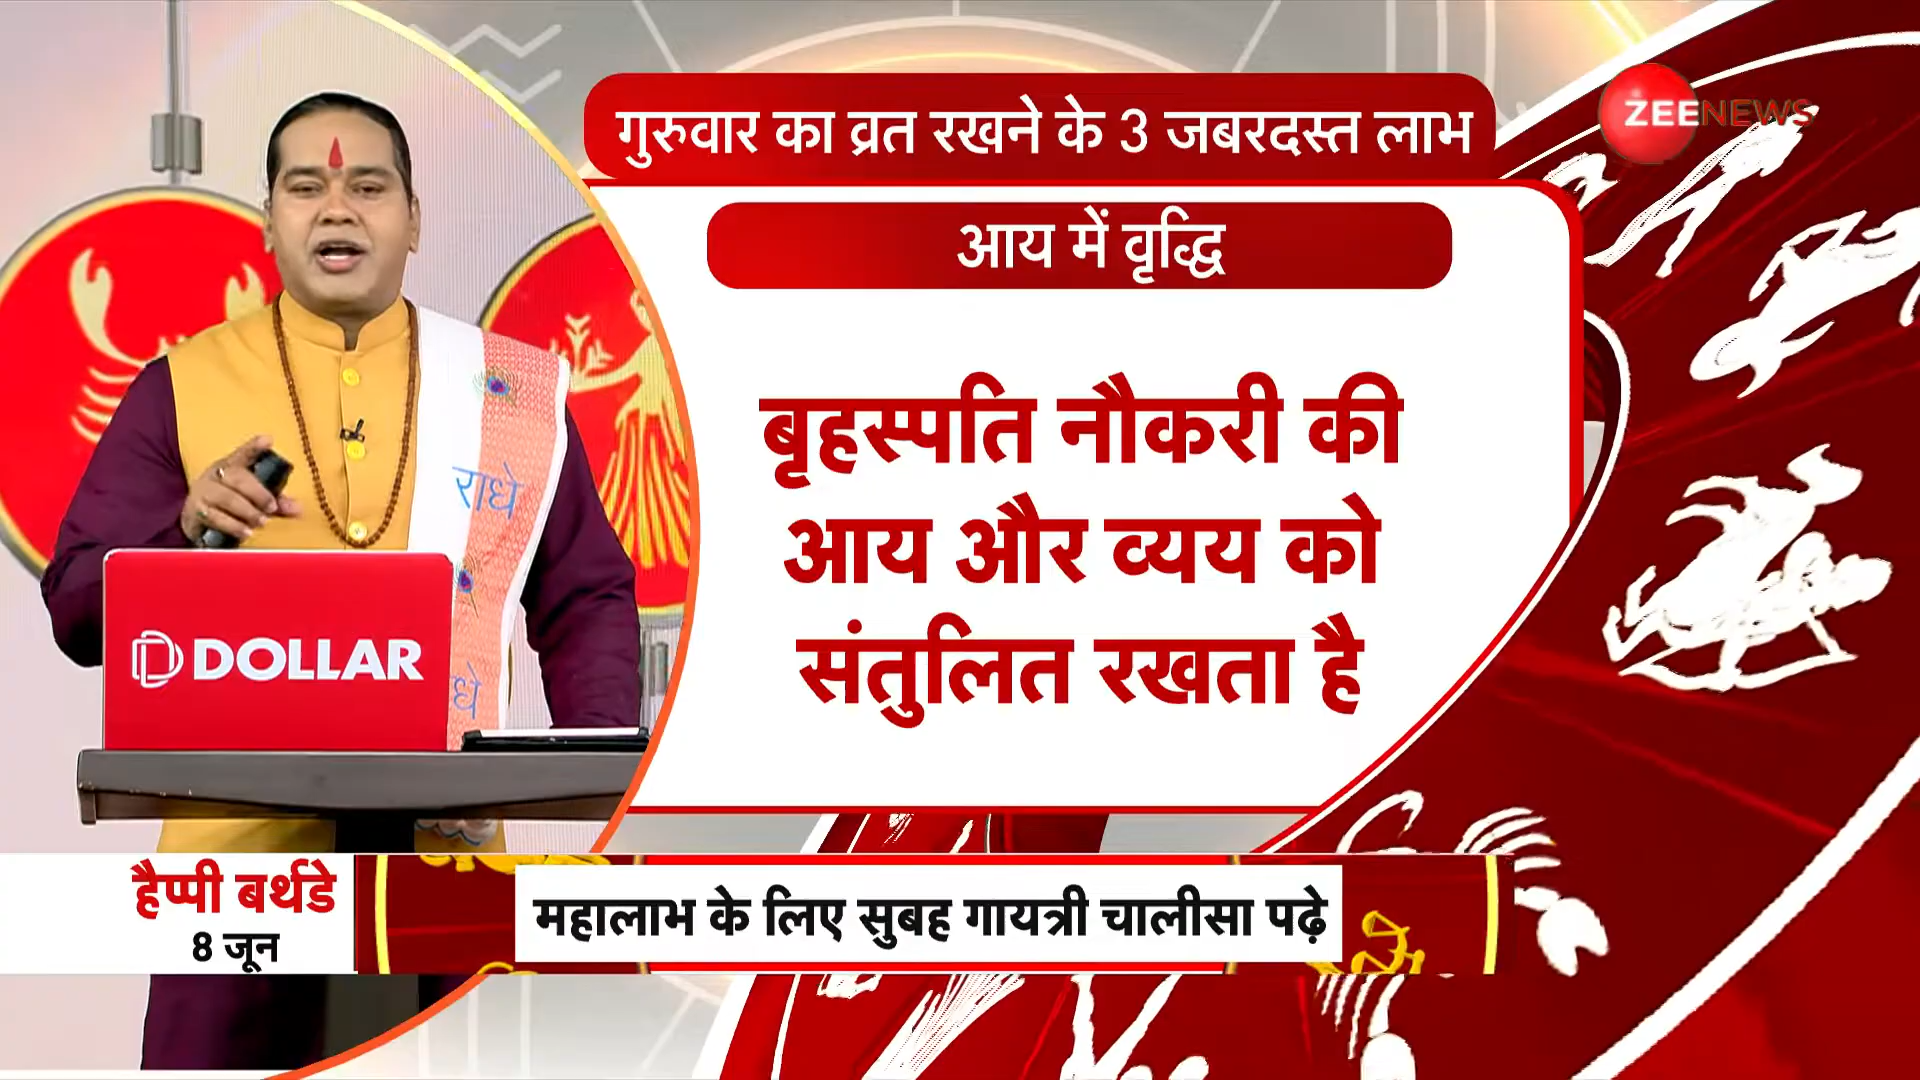 गुरुवार का व्रत रखने के 3 जबरदस्त लाभ
ZEENEWS
आय में वृद्धि
बृहस्पति नौकरी की
आय और व्यय को
संतुलित रखता है
राधे
धे
DOLLAR
हैप्पी बर्थडे
8 जून
महालाभ के लिए सुबह गायत्री चालीसा पढ़े